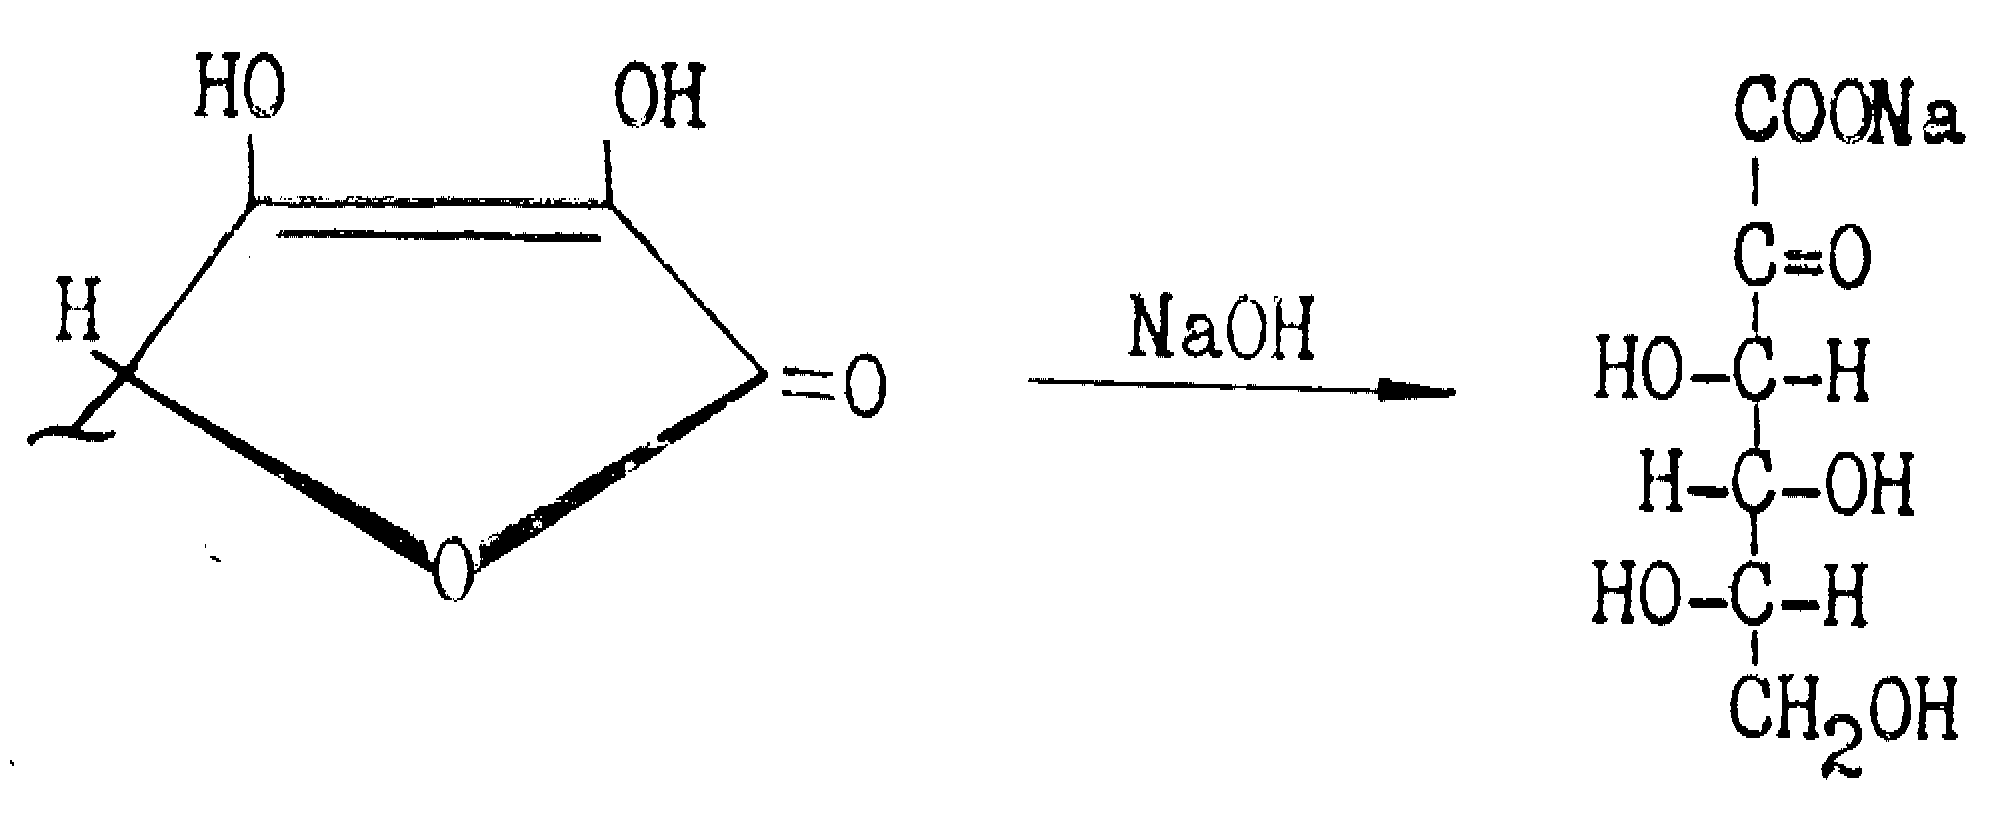 HO OH
H
=O
O
NaOH
COONa
C=O
HO-C-H
H-C-OH
HO-C-H
CH2OH